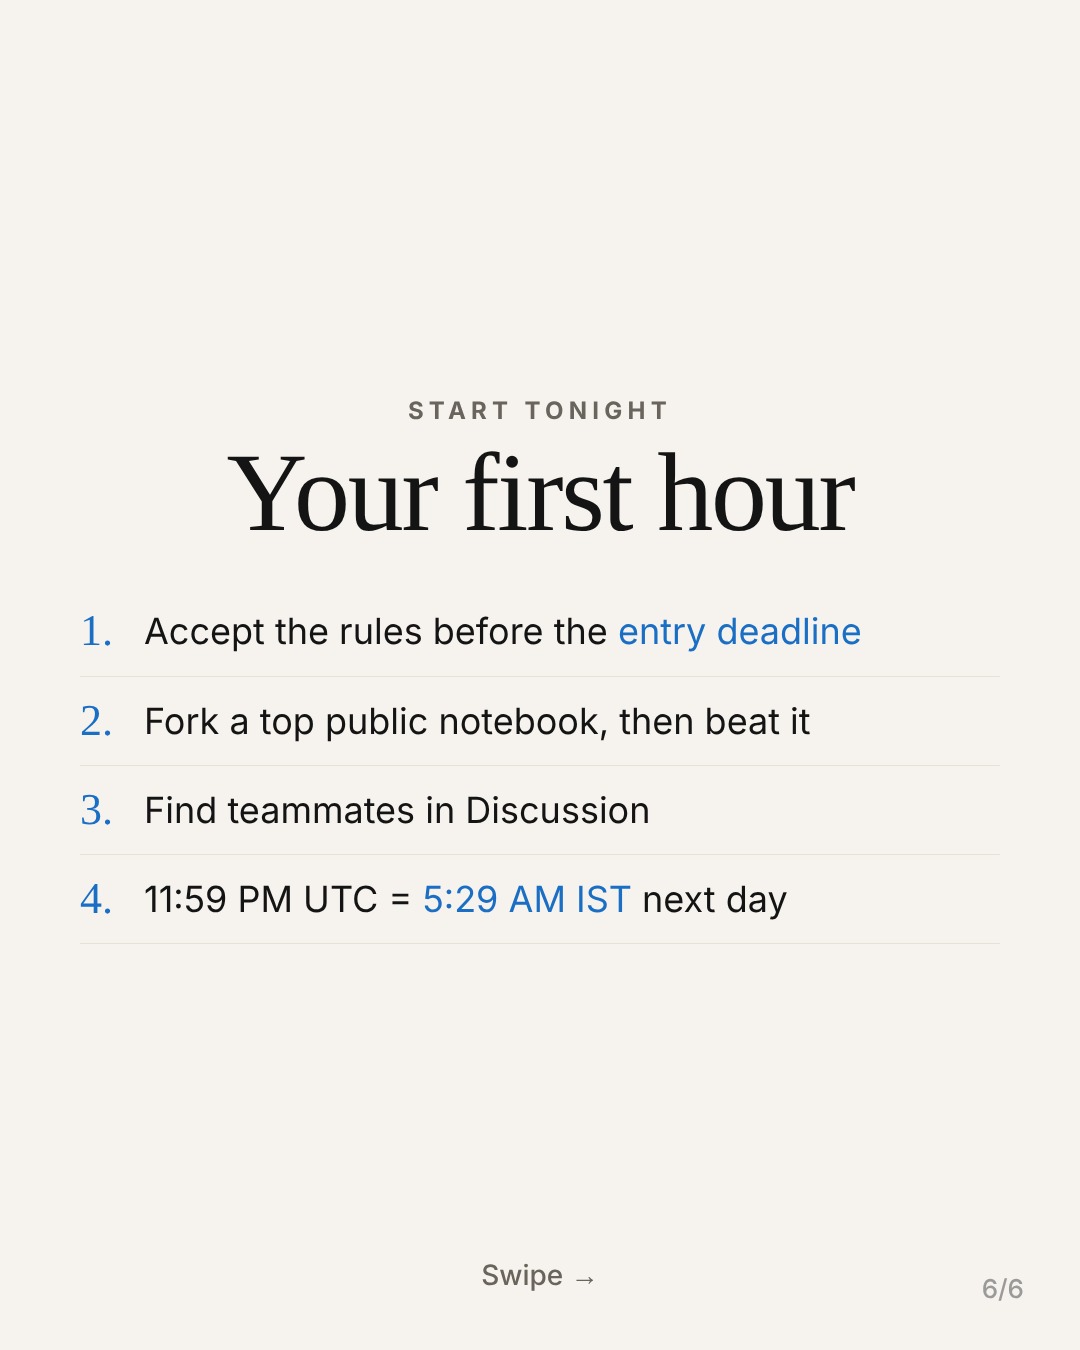 START TONIGHT
Your first hour
1. Accept the rules before the entry deadline
2. Fork a top public notebook, then beat it
3. Find teammates in Discussion
4. 11:59 PM UTC = 5:29 AM IST next day
Swipe →
6/6